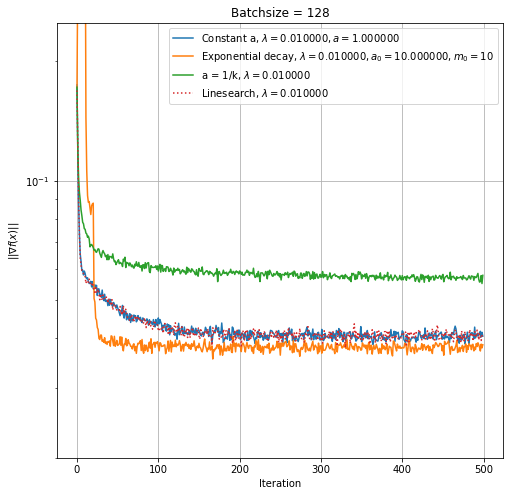 Batchsize = 128
Constant a, λ = 0.010000, a = 1.000000
Exponential decay, λ = 0.010000, a₀ = 10.000000, m₀ = 10
a = 1/k, λ = 0.010000
Linesearch, λ = 0.010000
10⁻¹
||∇f(x)||
0 100 200 300 400 500
Iteration